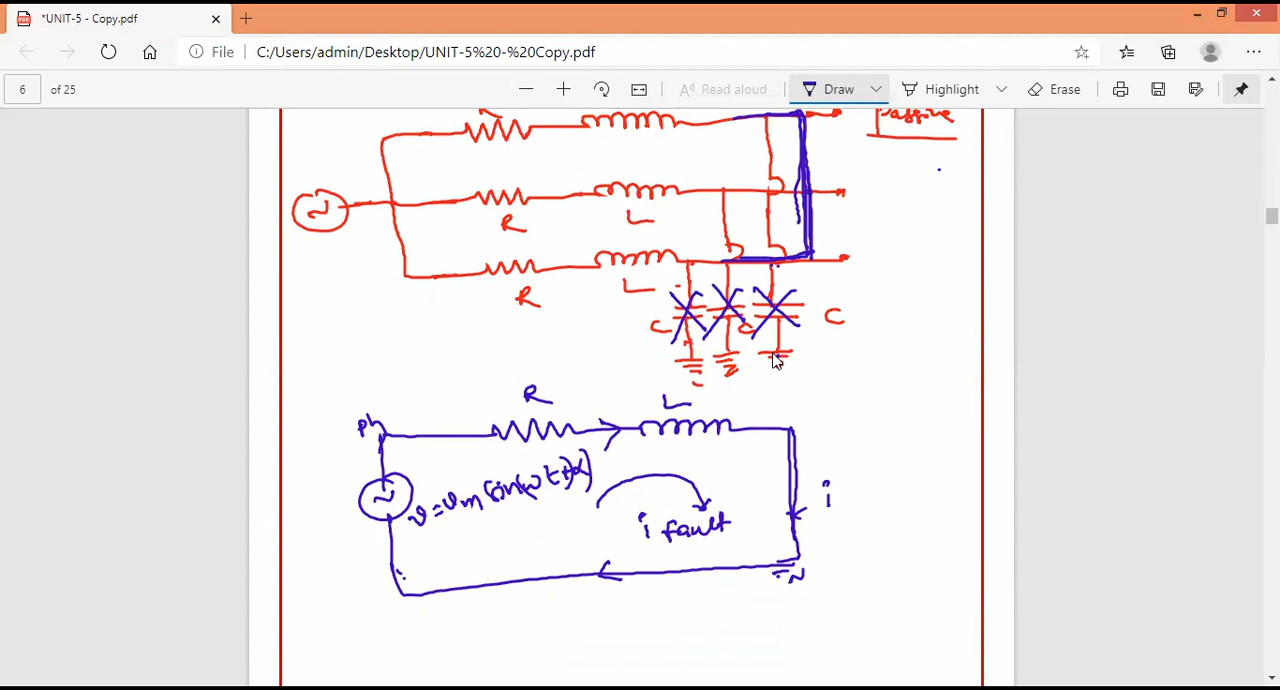 *UNIT-5 - Copy.pdf
File C:/Users/admin/Desktop/UNIT-5%20-%20Copy.pdf
6 of 25 Read aloud Draw Highlight Erase
R
Passive
R L
R L
C C C
R L
ph
v = Vm sin(ωt+α)
i
i fault
N